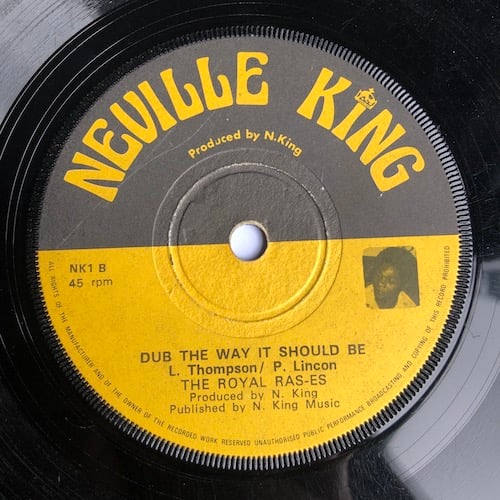 NEVILLE KING
Produced by N.King
NK1 B
45 rpm
DUB THE WAY IT SHOULD BE
L. Thompson/ P. Lincon
THE ROYAL RAS-ES
Produced by N. King
Published by N. King Music
ALL RIGHTS OF THE MANUFACTURER AND OF THE OWNER OF THE RECORDED WORK RESERVED UNAUTHORISED PUBLIC PERFORMANCE BROADCASTING AND COPYING OF THIS RECORD PROHIBITED